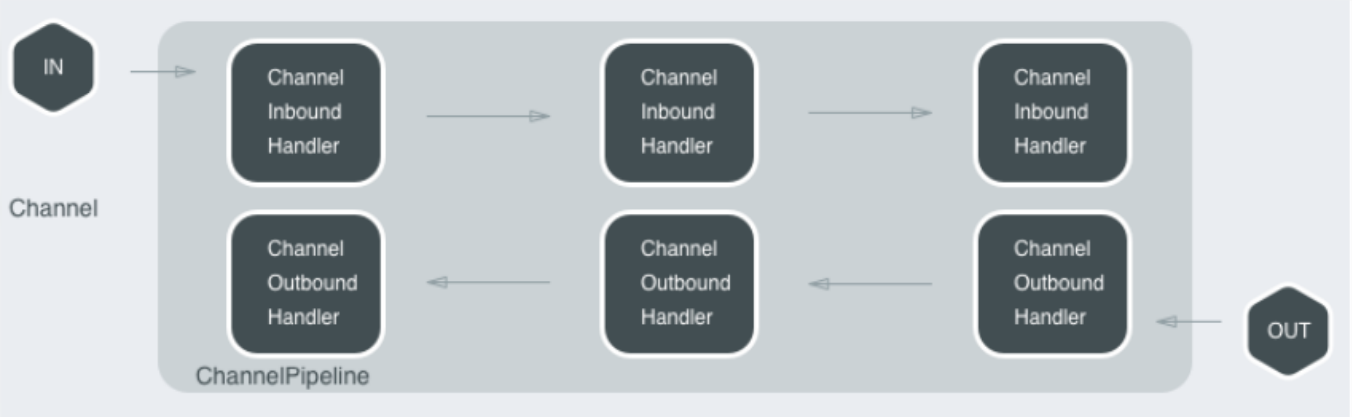 IN
Channel
Inbound
Handler
Channel
Inbound
Handler
Channel
Inbound
Handler
Channel
Channel
Outbound
Handler
Channel
Outbound
Handler
Channel
Outbound
Handler
OUT
ChannelPipeline